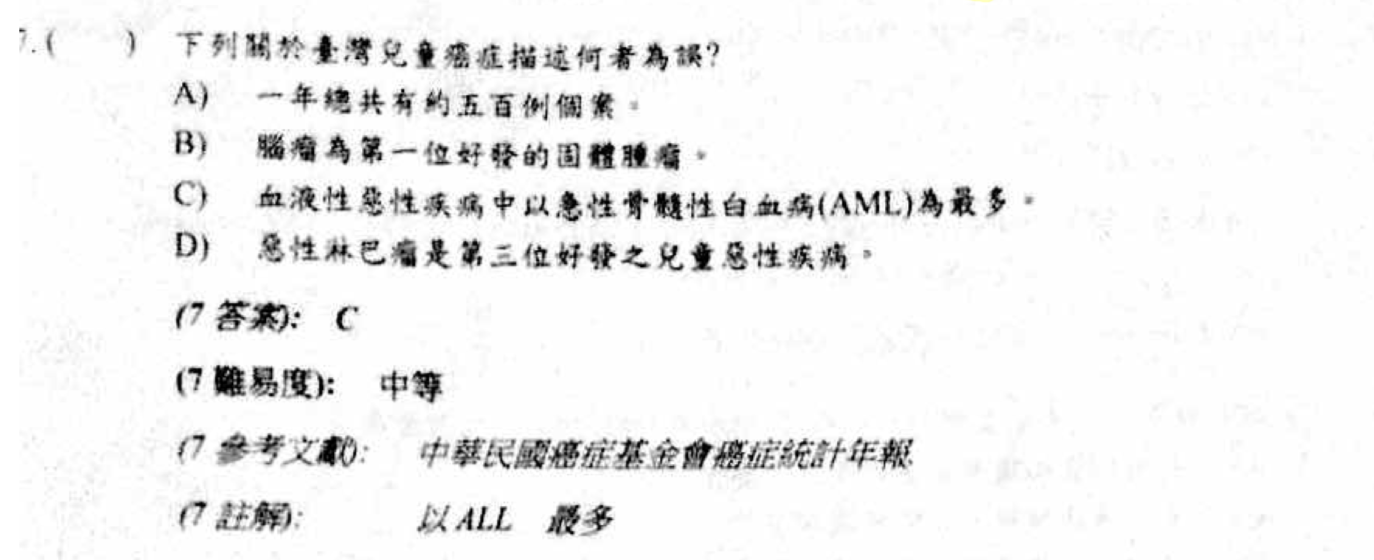 7. (　　) 下列關於臺灣兒童癌症描述何者為誤?
A) 一年總共有約五百例個案。
B) 腦瘤為第一位好發的固體腫瘤。
C) 血液性惡性疾病中以急性骨髓性白血病(AML)為最多。
D) 惡性淋巴瘤是第三位好發之兒童惡性疾病。
(7 答案): C
(7 難易度): 中等
(7 參考文獻): 中華民國癌症基金會癌症統計年報
(7 註解): 以 ALL 最多